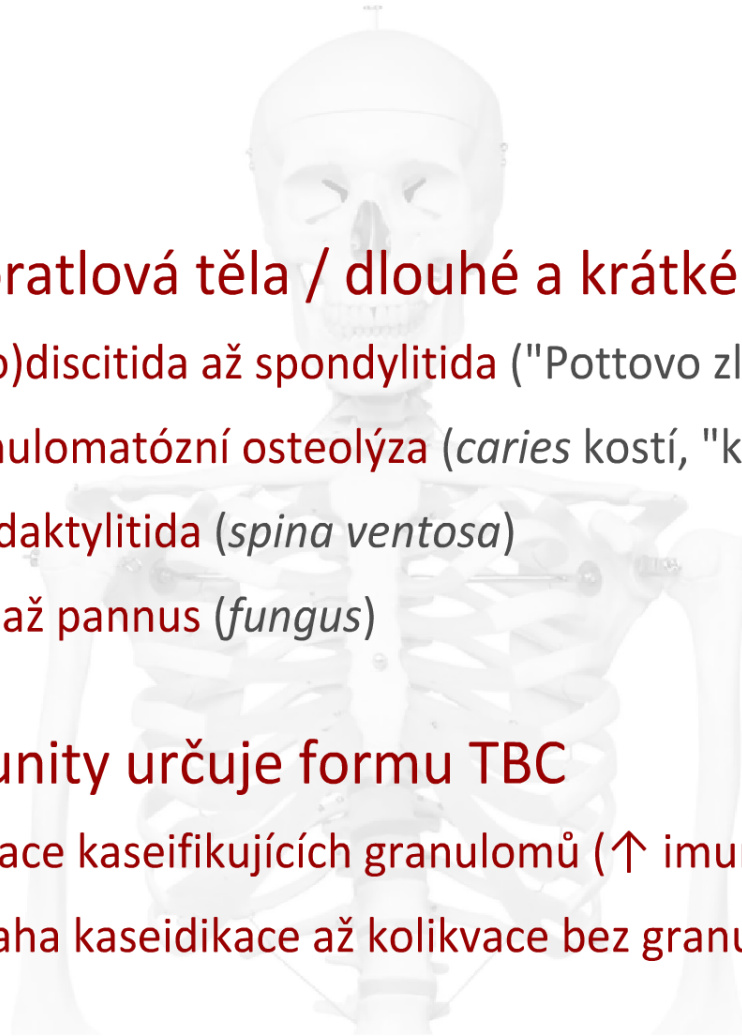 ratlová těla / dlouhé a krátké
o)discitida až spondylitida ("Pottovo zl
ulomatózní osteolýza (caries kostí, "k
daktylitida (spina ventosa)
až pannus (fungus)
unity určuje formu TBC
ace kaseifikujících granulomů (↑ imu
aha kaseidikace až kolikvace bez granu